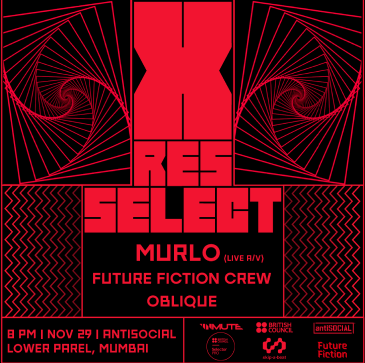 X
RES
SELECT
MURLO (LIVE A/V)
FUTURE FICTION CREW
OBLIQUE
8 PM | NOV 29 | ANTISOCIAL
LOWER PAREL, MUMBAI
MUTE
BRITISH COUNCIL
antiSOCIAL
Future Fiction